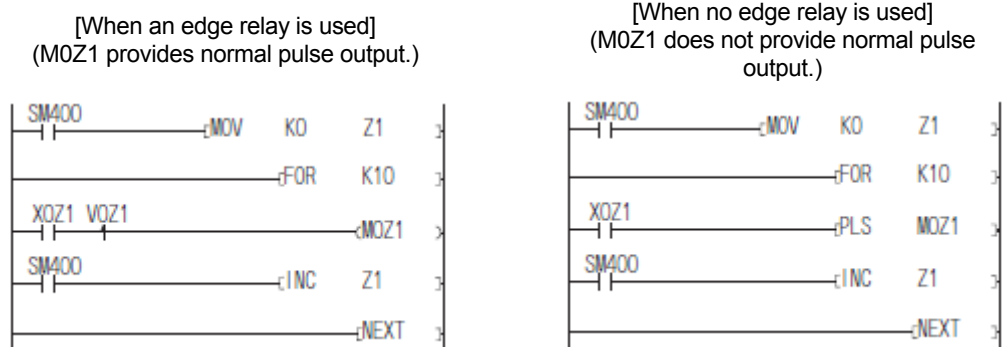 [When an edge relay is used]
(M0Z1 provides normal pulse output.)
SM400
MOV K0 Z1
FOR K10
X0Z1 V0Z1
M0Z1
SM400
INC Z1
NEXT
[When no edge relay is used]
(M0Z1 does not provide normal pulse
output.)
SM400
MOV K0 Z1
FOR K10
X0Z1
PLS M0Z1
SM400
INC Z1
NEXT